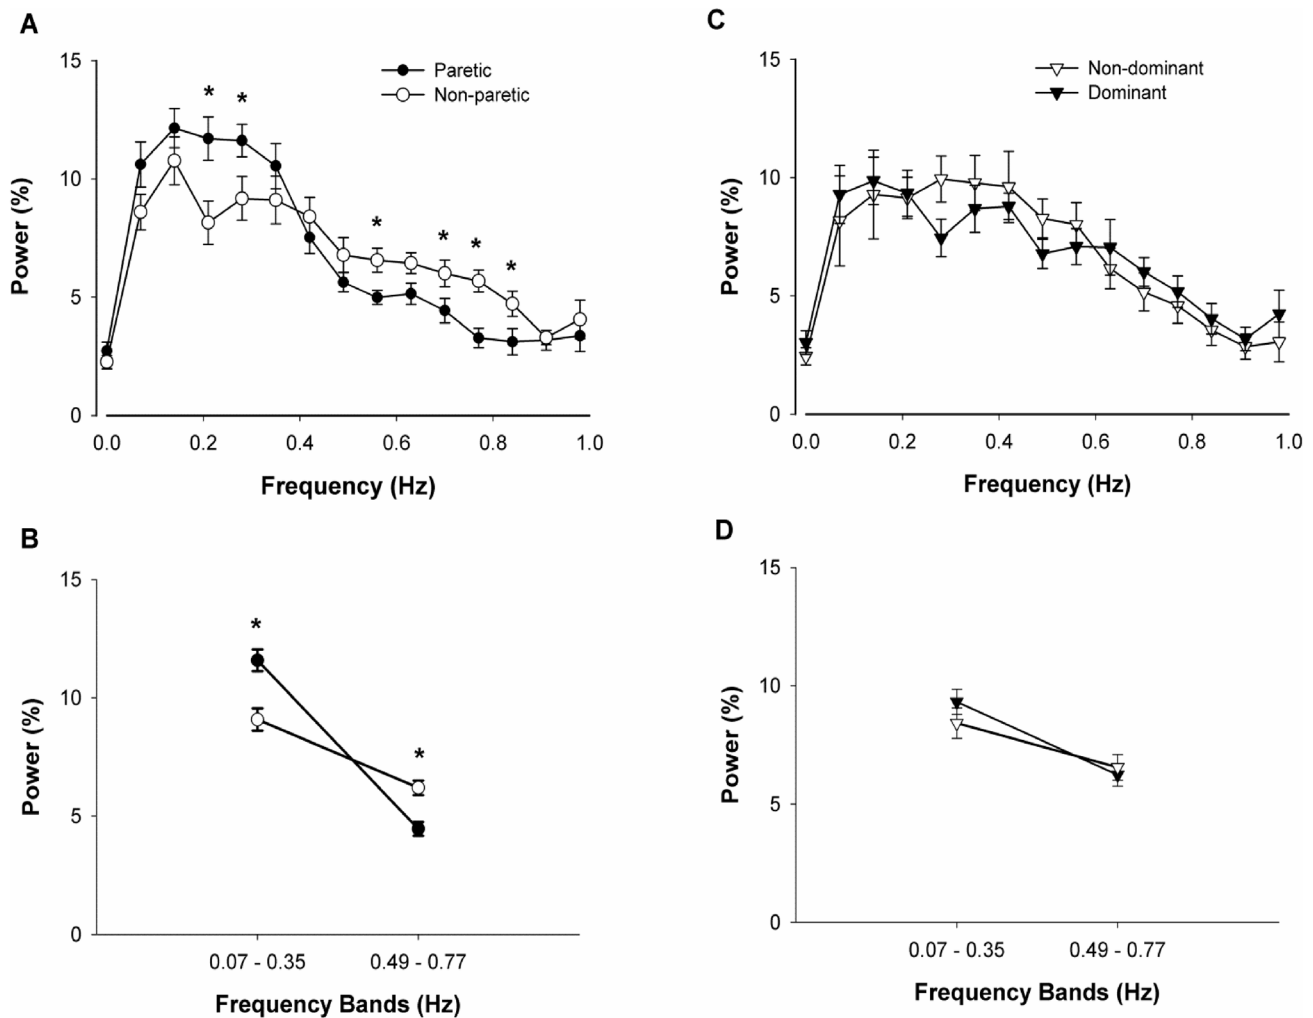 A
Power (%)
15
10
5
0
* * * * * *
Paretic
Non-paretic
0.0 0.2 0.4 0.6 0.8 1.0
Frequency (Hz)
C
Power (%)
15
10
5
0
Non-dominant
Dominant
0.0 0.2 0.4 0.6 0.8 1.0
Frequency (Hz)
B
Power (%)
15
10
5
0
* *
0.07 - 0.35 0.49 - 0.77
Frequency Bands (Hz)
D
Power (%)
15
10
5
0
0.07 - 0.35 0.49 - 0.77
Frequency Bands (Hz)